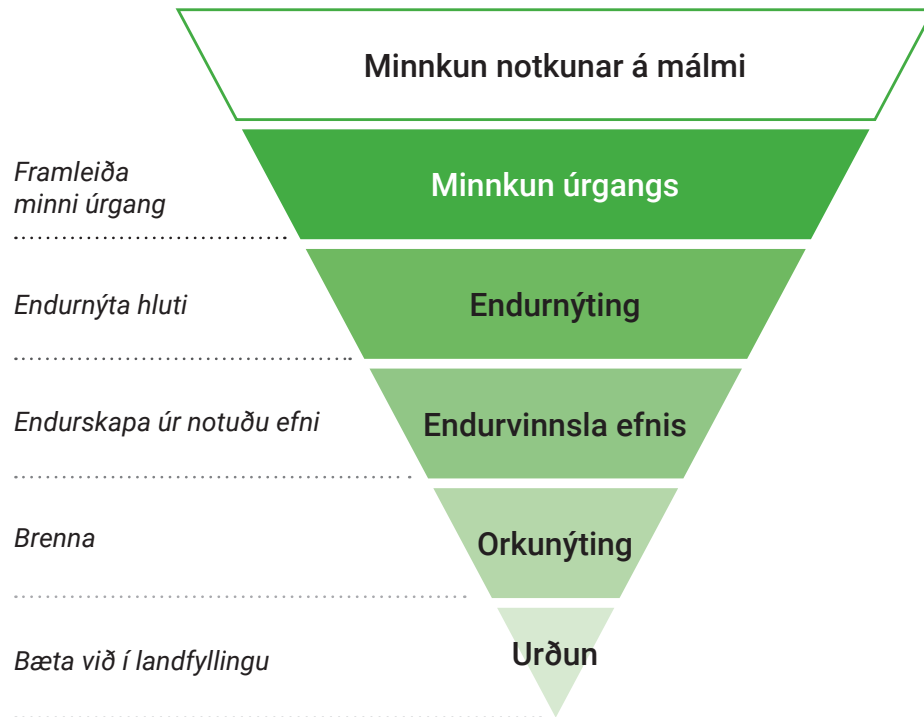 Minnkun notkunar á málmi
Framleiða
minni úrgang
Minnkun úrgangs
Endurnýta hluti
Endurnýting
Endurskapa úr notuðu efni
Endurvinnsla efnis
Brenna
Orkunýting
Bæta við í landfyllingu
Urðun